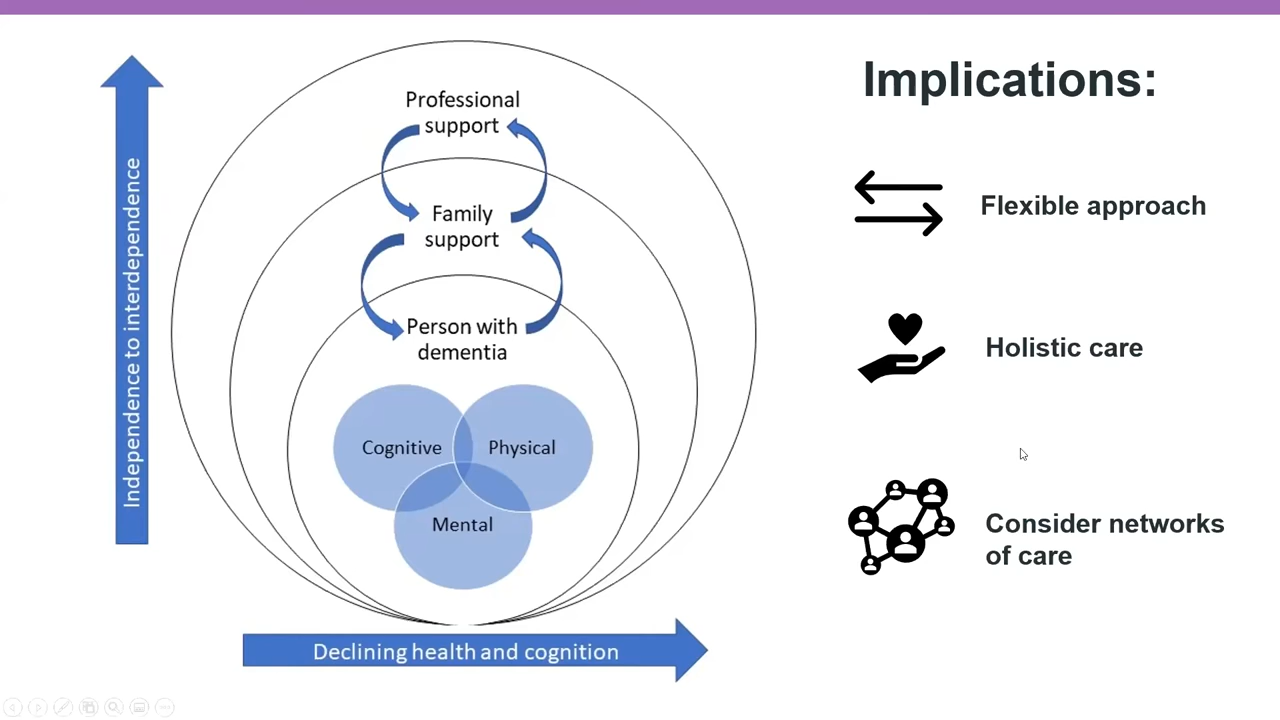 Independence to interdependence
Professional
support
Family
support
Person with
dementia
Cognitive
Physical
Mental
Declining health and cognition
Implications:
Flexible approach
Holistic care
Consider networks
of care